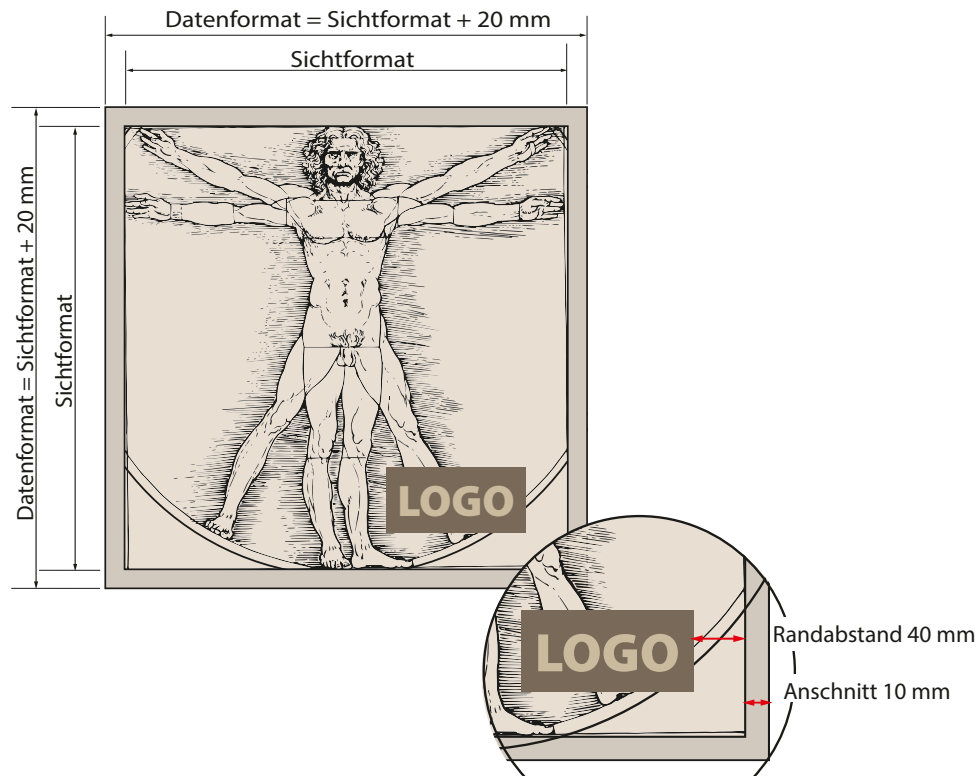 Datenformat = Sichtformat + 20 mm
Sichtformat
Datenformat = Sichtformat + 20 mm
Sichtformat
LOGO
LOGO
Randabstand 40 mm
Anschnitt 10 mm